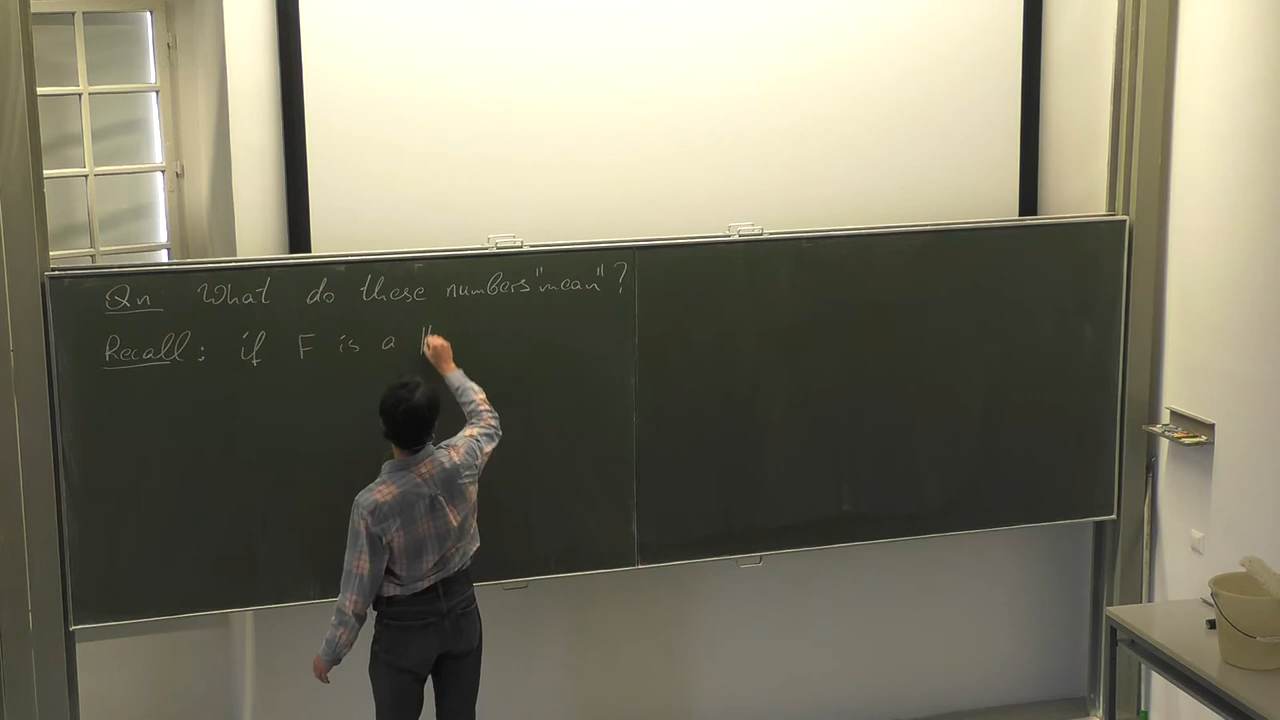 Qn What do these numbers "mean"?
Recall: if F is a